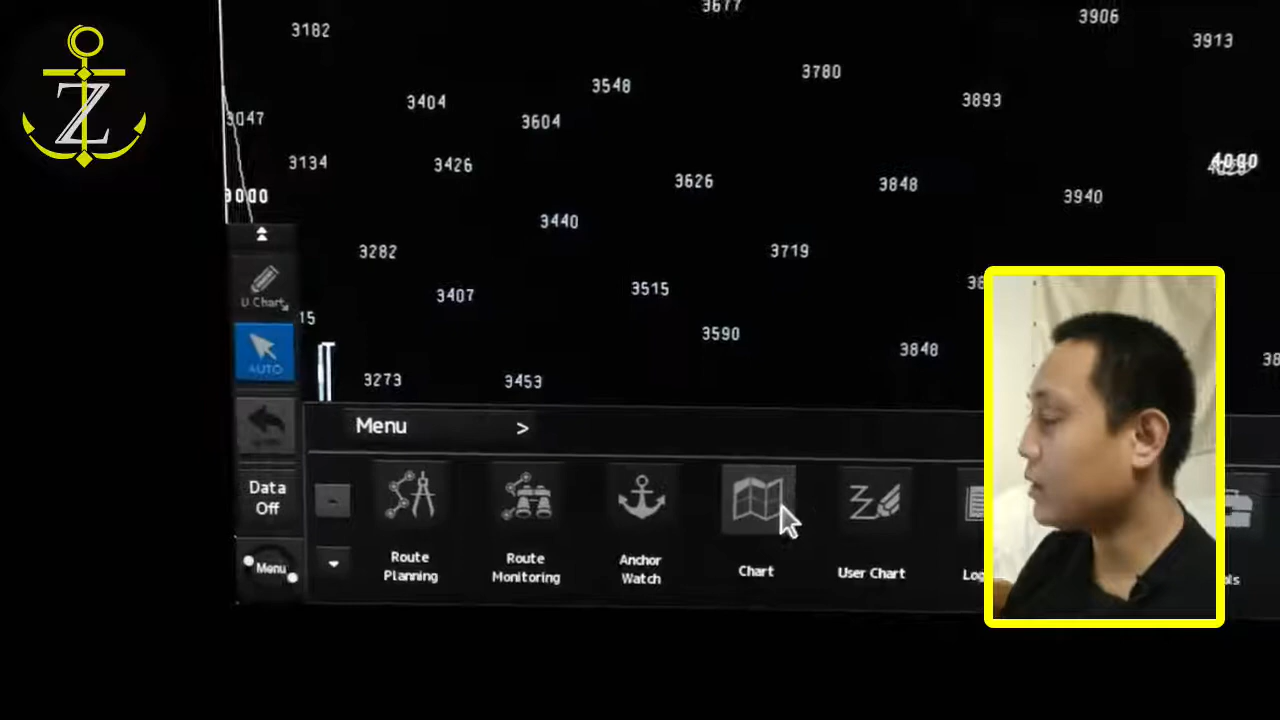 3182
3677
3906
3913
3548
3780
3404
3893
3047
3604
3134
3426
4000
3626
3848
3000
3940
3440
3282
3719
3407
3515
U.Chart
15
3590
3848
AUTO
3273
3453
Menu >
Data
Off
Menu
Route
Planning
Route
Monitoring
Anchor
Watch
Chart
User Chart
Z